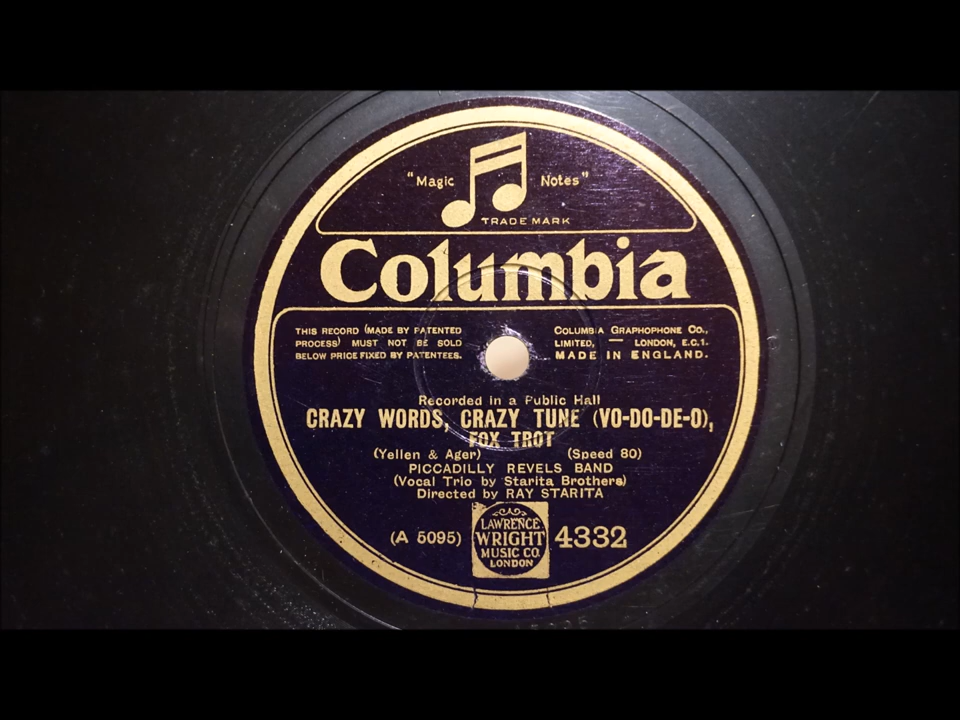 "Magic Notes"
TRADE MARK
Columbia
THIS RECORD (MADE BY PATENTED
PROCESS) MUST NOT BE SOLD
BELOW PRICE FIXED BY PATENTEES.
COLUMBIA GRAPHOPHONE CO.,
LIMITED, — LONDON, E.C.1.
MADE IN ENGLAND.
Recorded in a Public Hall
CRAZY WORDS, CRAZY TUNE (VO-DO-DE-O),
FOX TROT
(Yellen & Ager) (Speed 80)
PICCADILLY REVELS BAND
(Vocal Trio by Starita Brothers)
Directed by RAY STARITA
(A 5095)
LAWRENCE
WRIGHT
MUSIC CO.
LONDON
4332